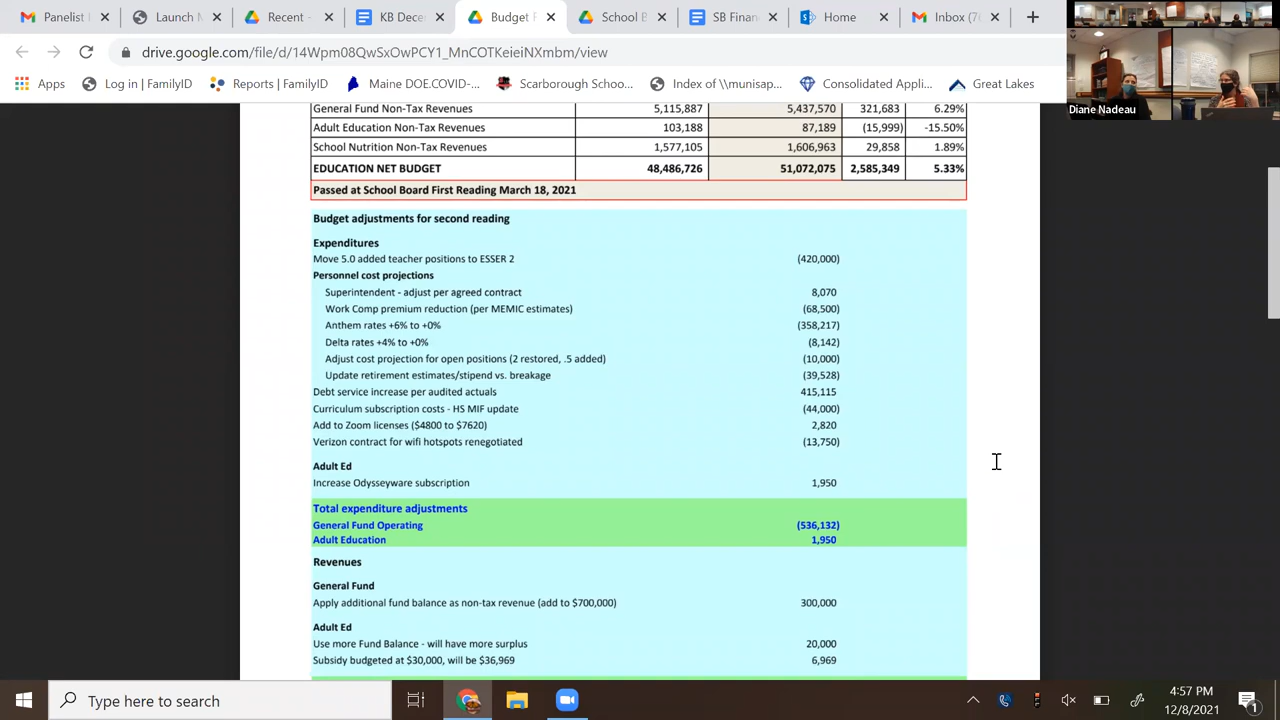 Panelist
Launch M
Recent -
KB Dece
Budget F
School B
SB Finan
Home
Inbox (7
drive.google.com/file/d/14Wpm08QwSxOwPCY1_MnCOTKeieiNXmbm/view
Apps
Log in | FamilyID
Reports | FamilyID
Maine DOE.COVID-...
Scarborough Schoo...
Index of \\munisap...
Consolidated Appli...
Great Lakes
Diane Nadeau
General Fund Non-Tax Revenues 5,115,887 5,437,570 321,683 6.29%
Adult Education Non-Tax Revenues 103,188 87,189 (15,999) -15.50%
School Nutrition Non-Tax Revenues 1,577,105 1,606,963 29,858 1.89%
EDUCATION NET BUDGET 48,486,726 51,072,075 2,585,349 5.33%
Passed at School Board First Reading March 18, 2021
Budget adjustments for second reading
Expenditures
Move 5.0 added teacher positions to ESSER 2 (420,000)
Personnel cost projections
Superintendent - adjust per agreed contract 8,070
Work Comp premium reduction (per MEMIC estimates) (68,500)
Anthem rates +6% to +0% (358,217)
Delta rates +4% to +0% (8,142)
Adjust cost projection for open positions (2 restored, .5 added) (10,000)
Update retirement estimates/stipend vs. breakage (39,528)
Debt service increase per audited actuals 415,115
Curriculum subscription costs - HS MIF update (44,000)
Add to Zoom licenses ($4800 to $7620) 2,820
Verizon contract for wifi hotspots renegotiated (13,750)
Adult Ed
Increase Odysseyware subscription 1,950
Total expenditure adjustments
General Fund Operating (536,132)
Adult Education 1,950
Revenues
General Fund
Apply additional fund balance as non-tax revenue (add to $700,000) 300,000
Adult Ed
Use more Fund Balance - will have more surplus 20,000
Subsidy budgeted at $30,000, will be $36,969 6,969
Type here to search
4:57 PM
12/8/2021
1